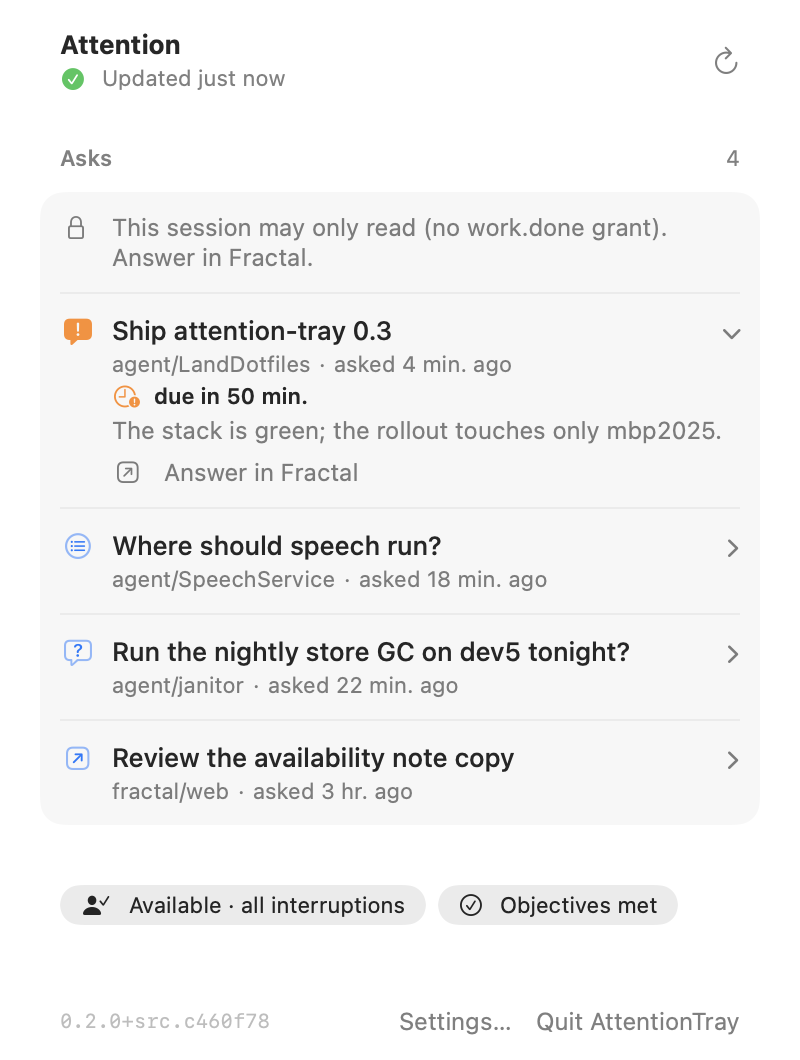 Attention
Updated just now
Asks 4
This session may only read (no work.done grant).
Answer in Fractal.
Ship attention-tray 0.3
agent/LandDotfiles · asked 4 min. ago
due in 50 min.
The stack is green; the rollout touches only mbp2025.
Answer in Fractal
Where should speech run?
agent/SpeechService · asked 18 min. ago
Run the nightly store GC on dev5 tonight?
agent/janitor · asked 22 min. ago
Review the availability note copy
fractal/web · asked 3 hr. ago
Available · all interruptions Objectives met
0.2.0+src.c460f78 Settings... Quit AttentionTray